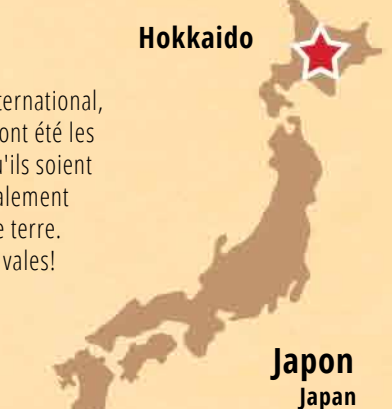 Hokkaido
ternational,
ont été les
u'ils soient
alement
e terre.
vales!
Japon
Japan